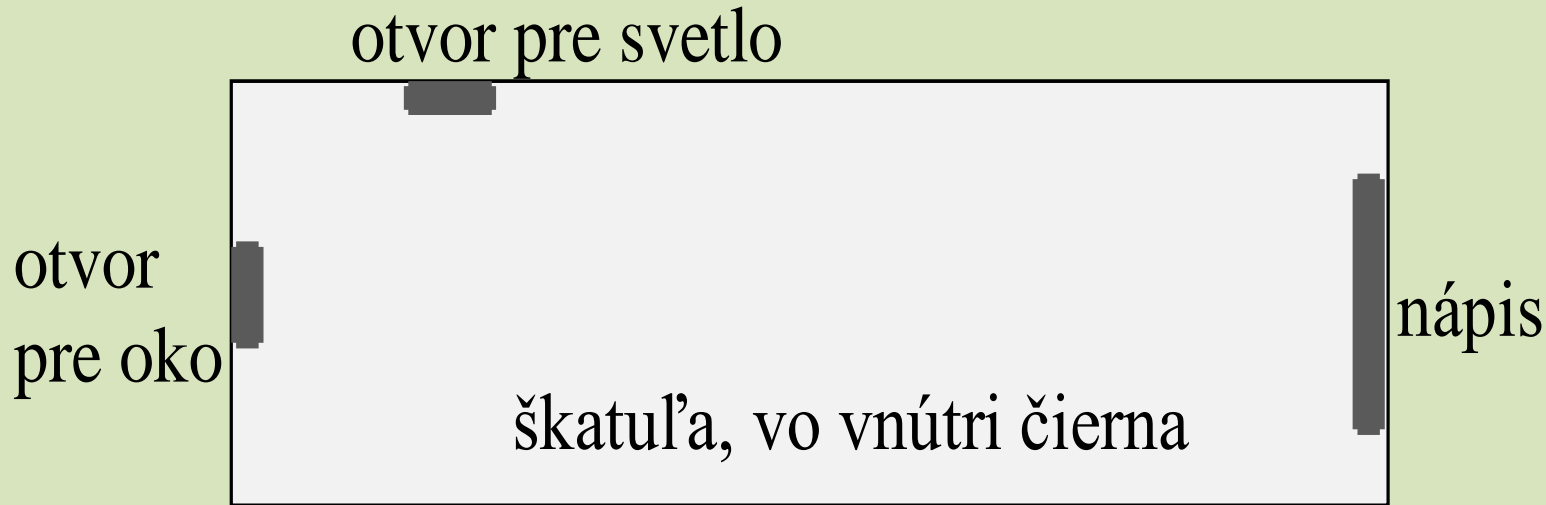 otvor pre svetlo
otvor
pre oko
nápis
škatuľa, vo vnútri čierna